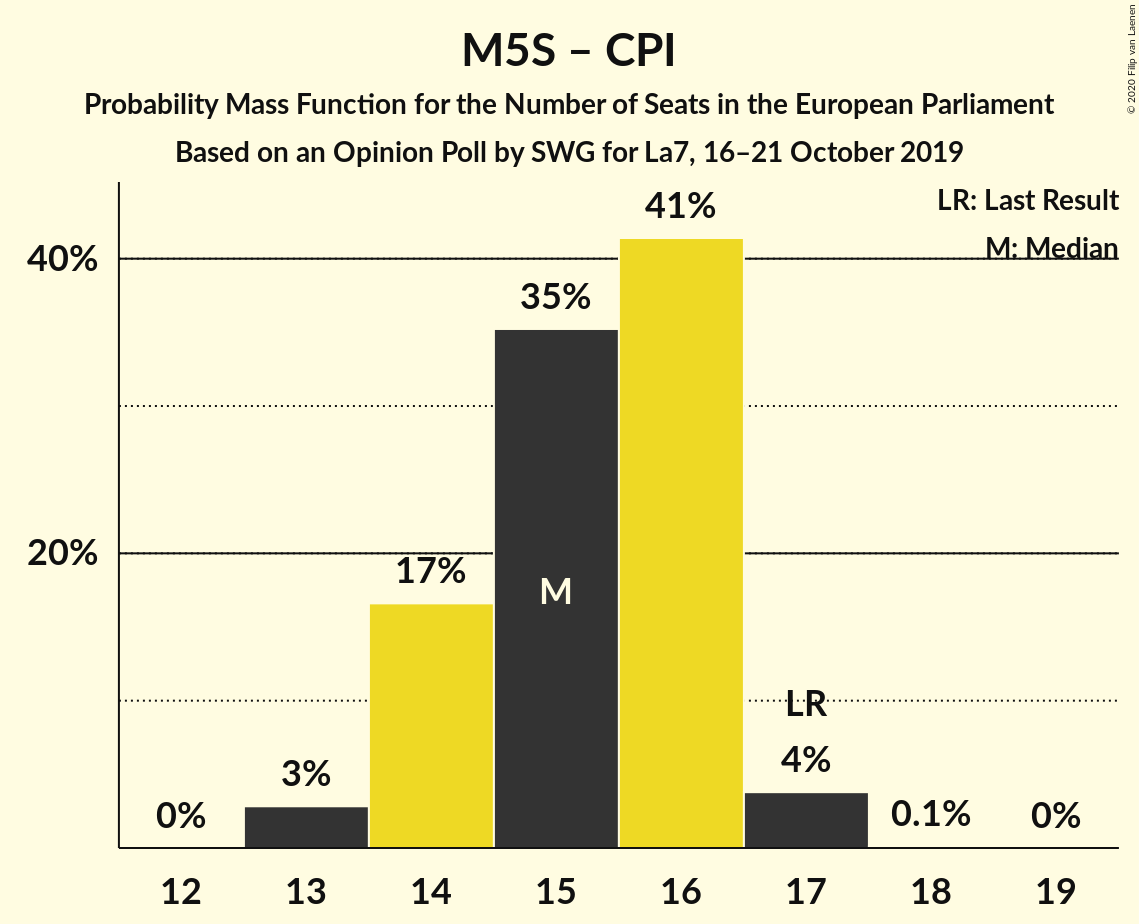 M5S – CPI
Probability Mass Function for the Number of Seats in the European Parliament
Based on an Opinion Poll by SWG for La7, 16–21 October 2019
© 2020 Filip van Laenen
LR: Last Result
M: Median
40%
20%
0%
3%
17%
35%
M
41%
LR
4%
0.1%
0%
12 13 14 15 16 17 18 19